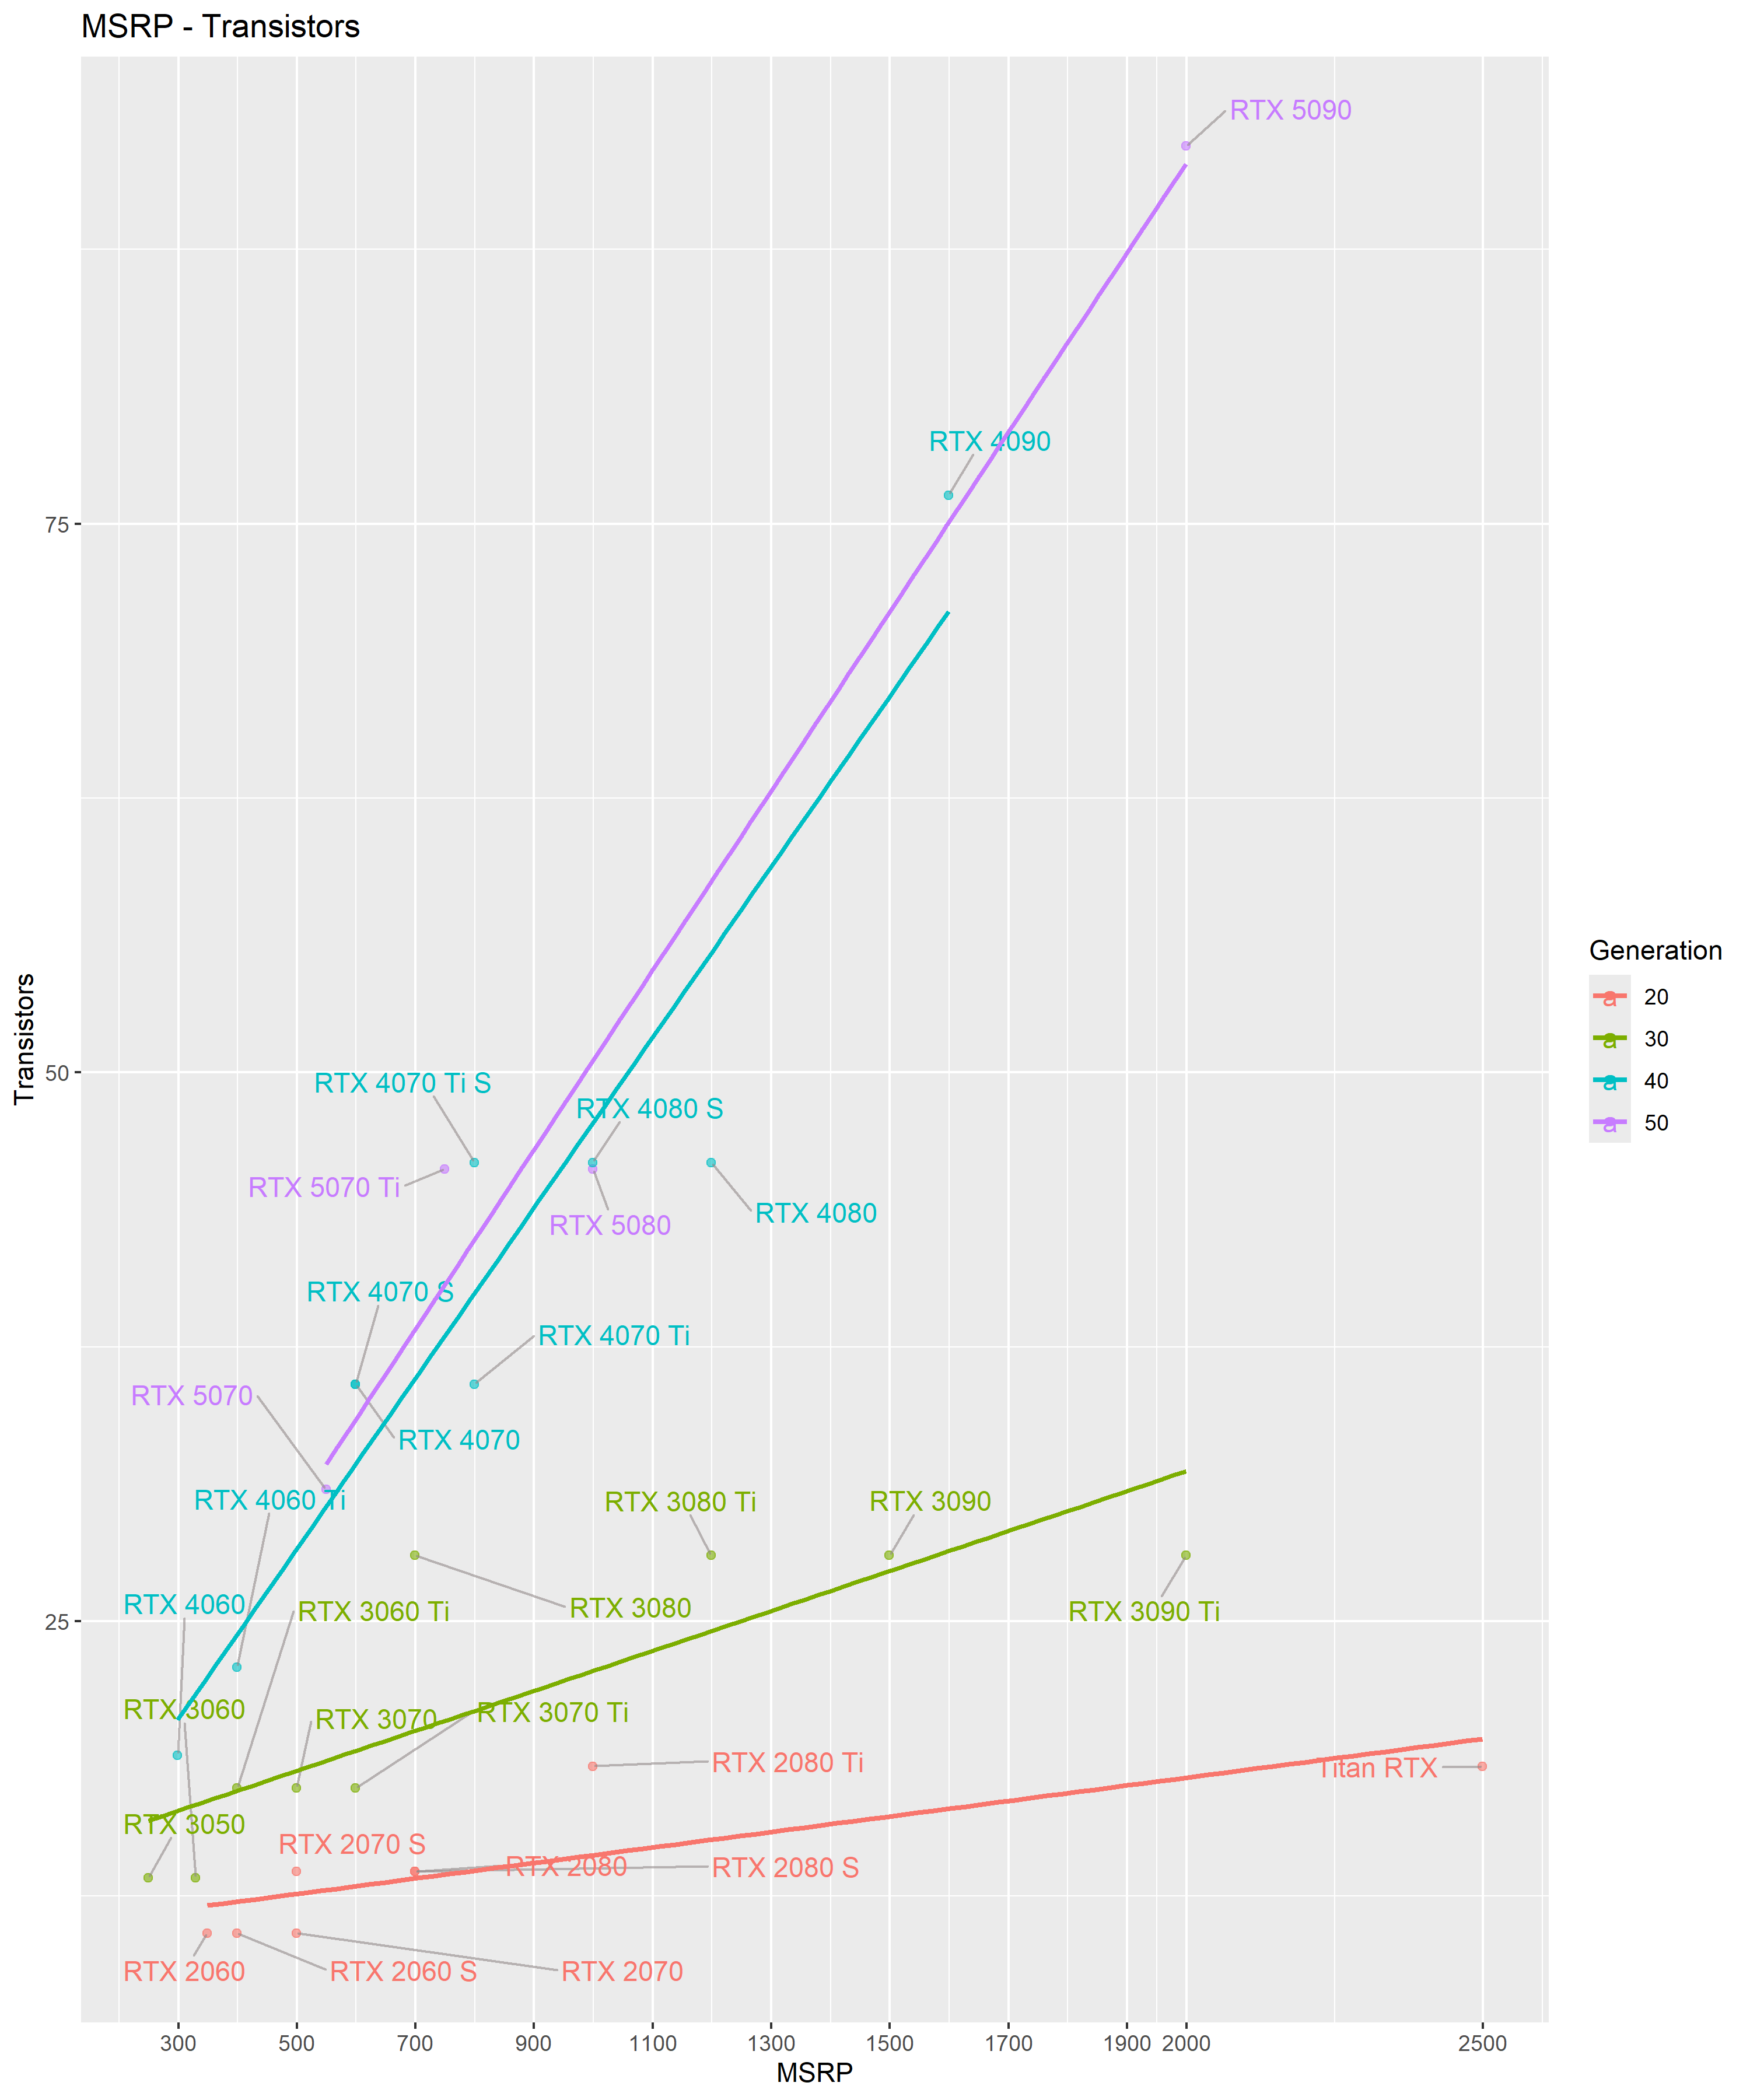 MSRP - Transistors
RTX 5090
RTX 4090
75
RTX 4070 Ti S
50
RTX 4080 S
RTX 5070 Ti
RTX 4080
RTX 5080
RTX 4070 S
RTX 4070 Ti
RTX 5070
RTX 4070
RTX 4060 Ti
RTX 3080 Ti
RTX 3090
RTX 4060
RTX 3060 Ti
RTX 3080
RTX 3090 Ti
25
RTX 3060
RTX 3070
RTX 3070 Ti
RTX 2080 Ti
Titan RTX
RTX 3050
RTX 2070 S
RTX 2080
RTX 2080 S
RTX 2060
RTX 2060 S
RTX 2070
300 500 700 900 1100 1300 1500 1700 1900 2000 2500
MSRP
Transistors
Generation
a 20
a 30
a 40
a 50